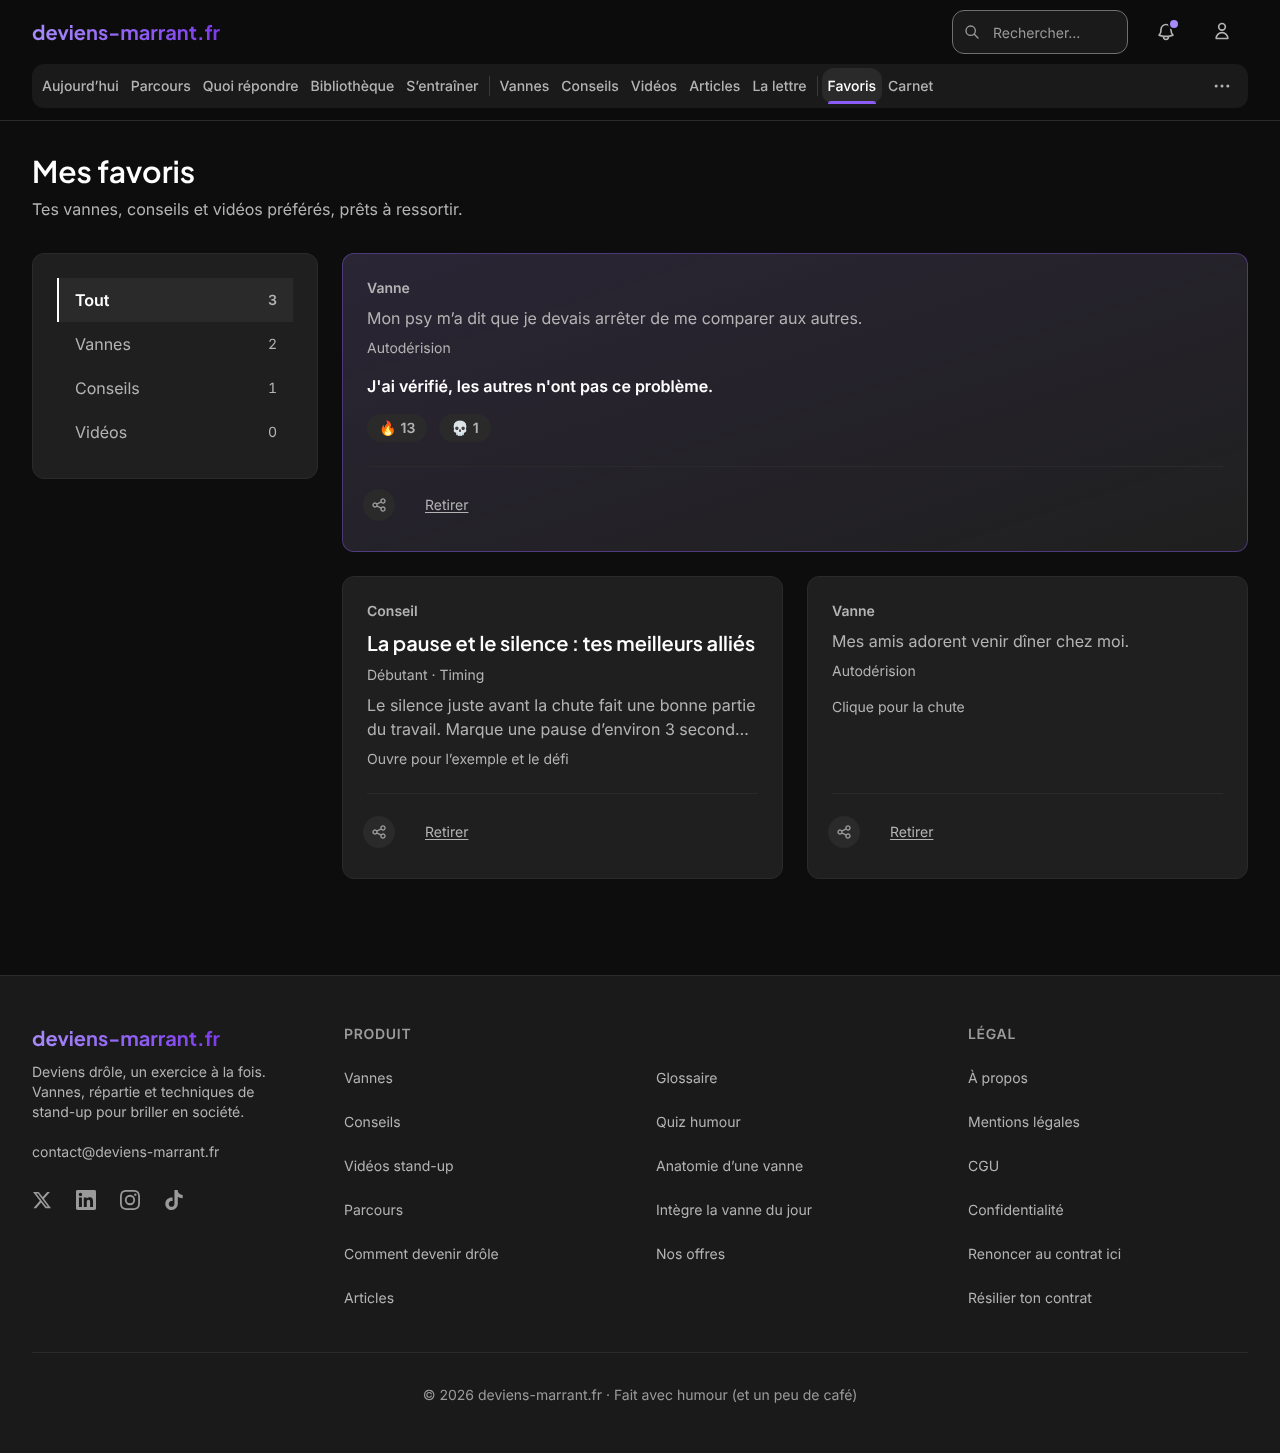 deviens-marrant.fr
Rechercher...
Aujourd’hui Parcours Quoi répondre Bibliothèque S’entraîner Vannes Conseils Vidéos Articles La lettre Favoris Carnet
Mes favoris
Tes vannes, conseils et vidéos préférés, prêts à ressortir.
Tout 3
Vannes 2
Conseils 1
Vidéos 0
Vanne
Mon psy m’a dit que je devais arrêter de me comparer aux autres.
Autodérision
J'ai vérifié, les autres n'ont pas ce problème.
🔥 13 💀 1
Retirer
Conseil
La pause et le silence : tes meilleurs alliés
Débutant · Timing
Le silence juste avant la chute fait une bonne partie
du travail. Marque une pause d’environ 3 second…
Ouvre pour l’exemple et le défi
Retirer
Vanne
Mes amis adorent venir dîner chez moi.
Autodérision
Clique pour la chute
Retirer
deviens-marrant.fr
Deviens drôle, un exercice à la fois.
Vannes, répartie et techniques de
stand-up pour briller en société.
contact@deviens-marrant.fr
PRODUIT
Vannes
Conseils
Vidéos stand-up
Parcours
Comment devenir drôle
Articles
Glossaire
Quiz humour
Anatomie d’une vanne
Intègre la vanne du jour
Nos offres
LÉGAL
À propos
Mentions légales
CGU
Confidentialité
Renoncer au contrat ici
Résilier ton contrat
© 2026 deviens-marrant.fr · Fait avec humour (et un peu de café)